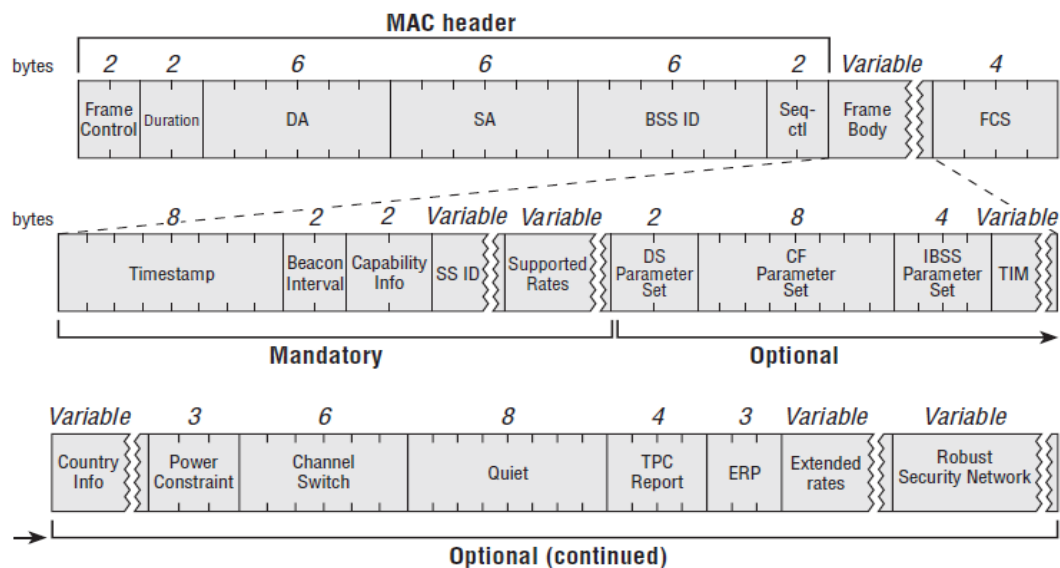 MAC header
bytes 2 2 6 6 6 2 Variable 4
Frame Control Duration DA SA BSS ID Seq-ctl Frame Body FCS
bytes 8 2 2 Variable Variable 2 8 4 Variable
Timestamp Beacon Interval Capability Info SS ID Supported Rates DS Parameter Set CF Parameter Set IBSS Parameter Set TIM
Mandatory Optional
Variable 3 6 8 4 3 Variable Variable
Country Info Power Constraint Channel Switch Quiet TPC Report ERP Extended rates Robust Security Network
Optional (continued)